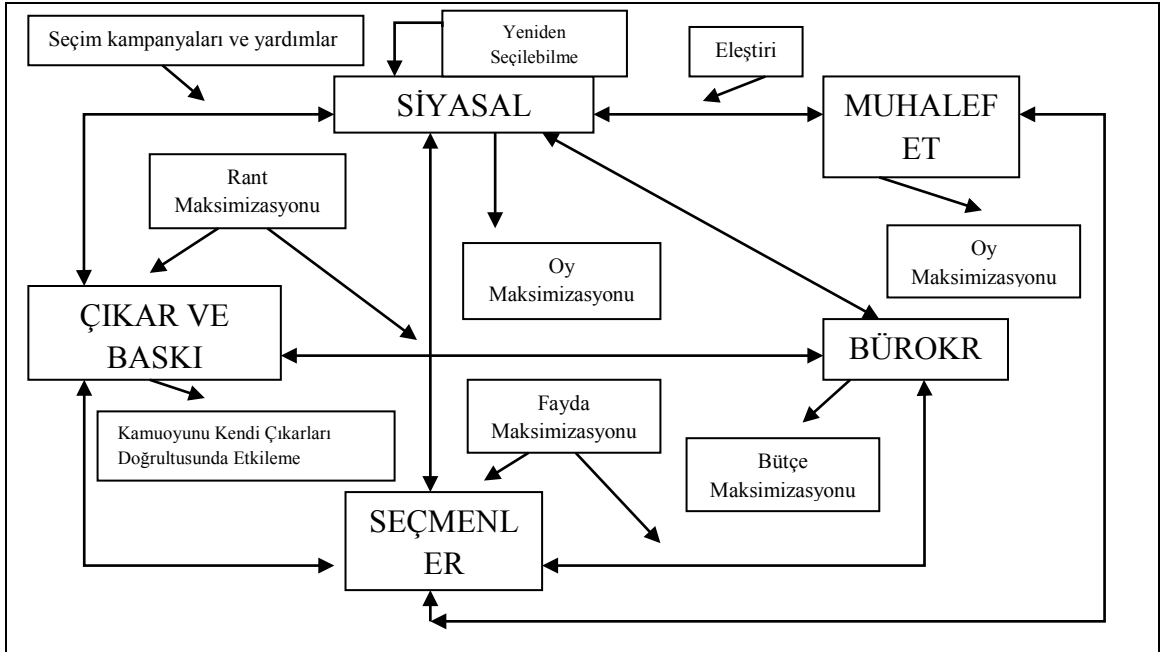 Seçim kampanyaları ve yardımlar
Yeniden
Seçilebilme
Eleştiri
SİYASAL
MUHALEF
ET
Rant
Maksimizasyonu
Oy
Maksimizasyonu
Oy
Maksimizasyonu
ÇIKAR VE
BASKI
BÜROKR
Kamuoyunu Kendi Çıkarları
Doğrultusunda Etkileme
Fayda
Maksimizasyonu
Bütçe
Maksimizasyonu
SEÇMENL
ER